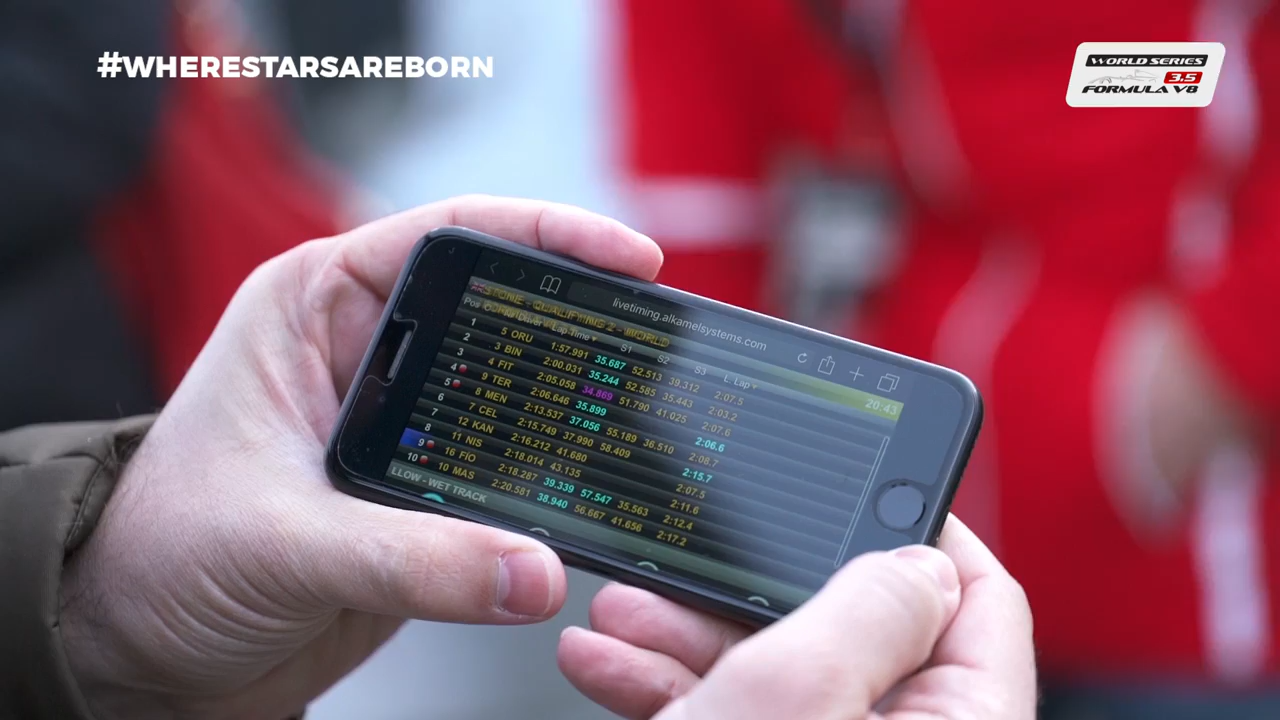 #WHERESTARSAREBORN
WORLD SERIES
3.5
FORMULA V8
livetiming.alkamelsystems.com
STONE - QUALIFYING 2 - WORLD
Pos Driver Lap Time S1 S2 S3 L. Lap
20:43
1 5 ORU 1:57.991 35.687 52.513 39.312 2:07.5
2 3 BIN 2:00.031 35.244 52.585 35.443 2:03.2
3 4 FIT 2:05.058 34.869 51.790 41.025 2:07.6
4 9 TER 2:06.646 35.899 2:06.6
5 8 MEN 2:13.537 37.056 55.189 36.510 2:08.7
6 7 CEL 2:15.749 37.990 58.409 2:15.7
7 12 KAN 2:16.212 41.680 2:07.5
8 11 NIS 2:18.014 43.135 2:11.6
9 16 FIO 2:18.287 39.339 57.547 35.563 2:12.4
10 10 MAS 2:20.581 38.940 56.667 41.656 2:17.2
LLOW - WET TRACK